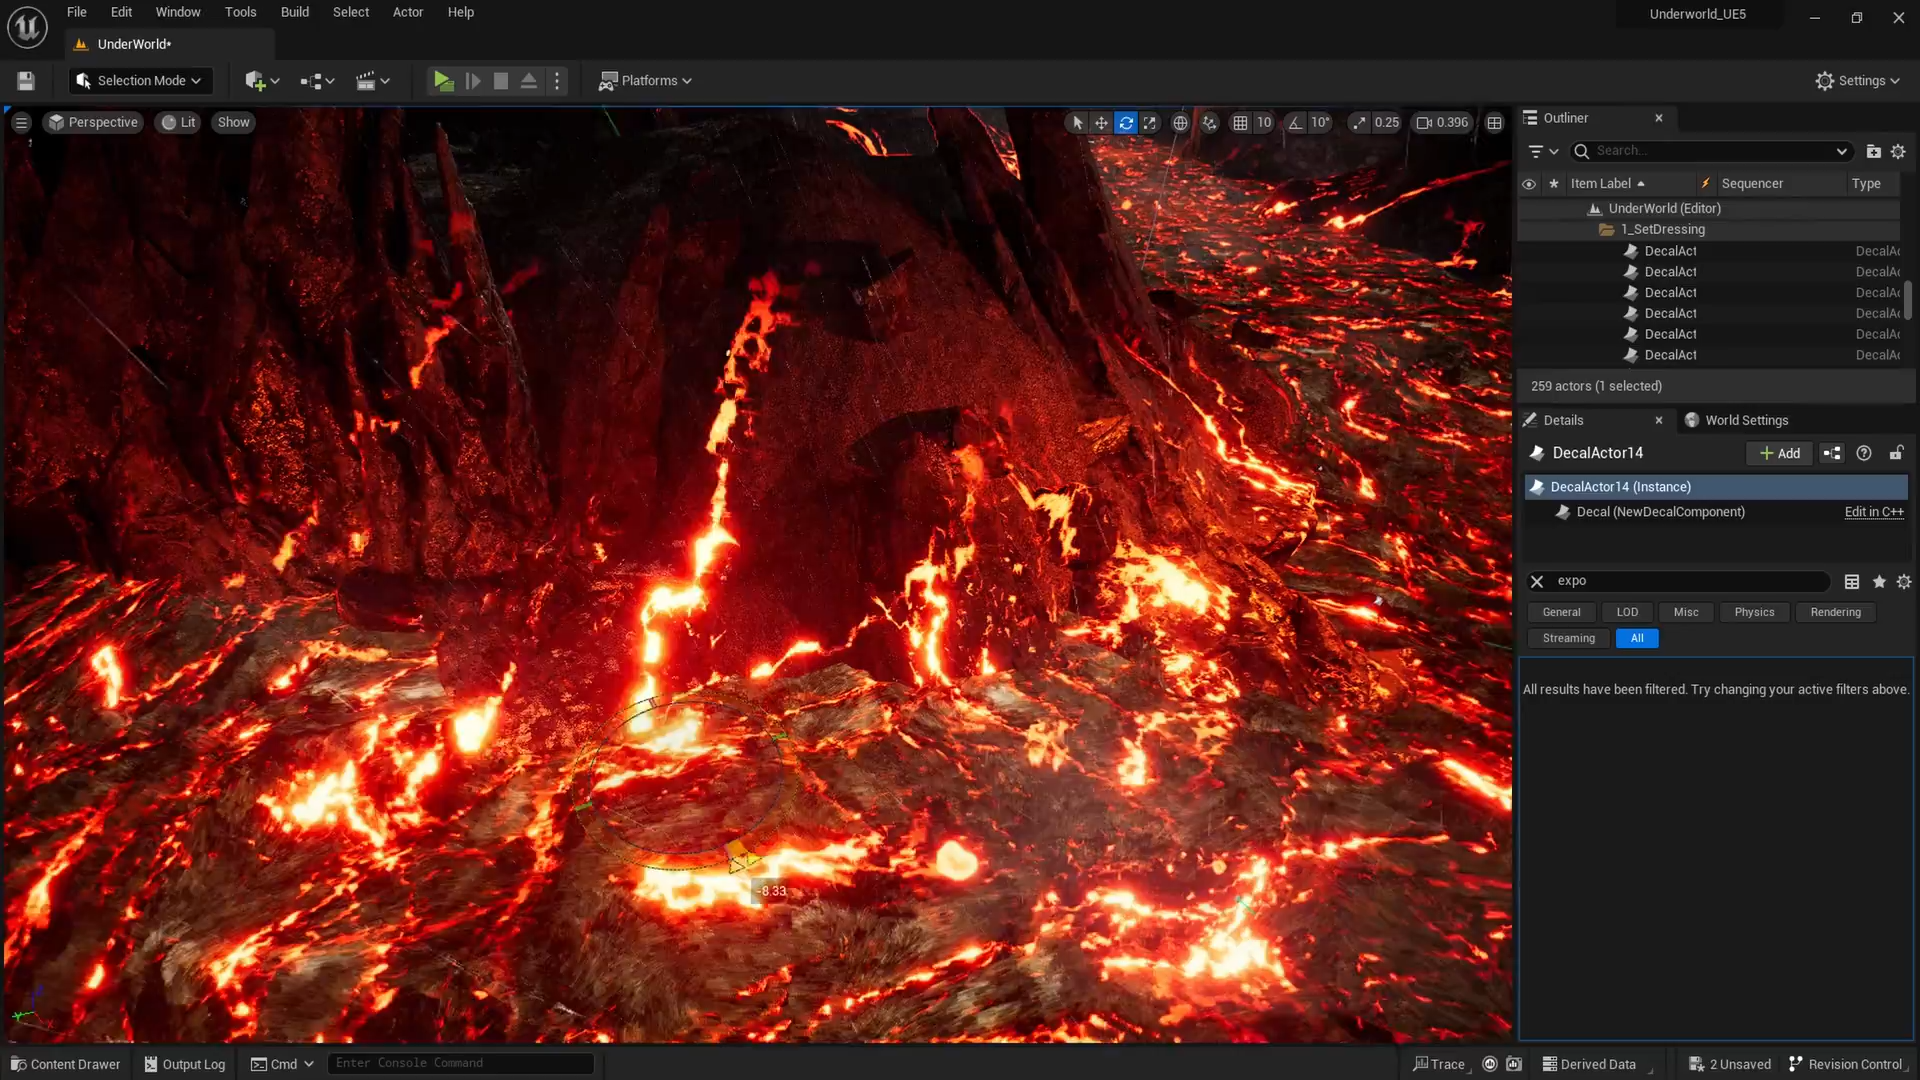 File Edit Window Tools Build Select Actor Help
Underworld_UE5
UnderWorld*
Selection Mode
Platforms
Settings
Perspective
Lit
Show
10
10°
0.25
0.396
-8.33
Outliner
Search...
Item Label
Sequencer
Type
UnderWorld (Editor)
1_SetDressing
DecalAct DecalAc
DecalAct DecalAc
DecalAct DecalAc
DecalAct DecalAc
DecalAct DecalAc
DecalAct DecalAc
259 actors (1 selected)
Details
World Settings
DecalActor14
Add
DecalActor14 (Instance)
Decal (NewDecalComponent) Edit in C++
expo
General LOD Misc Physics Rendering
Streaming All
All results have been filtered. Try changing your active filters above.
Content Drawer
Output Log
Cmd
Enter Console Command
Trace
Derived Data
2 Unsaved
Revision Control